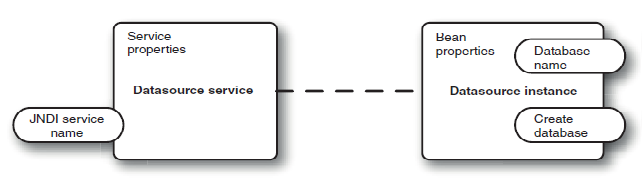 Service
properties
Datasource service
JNDI service
name
Bean
properties
Database
name
Datasource instance
Create
database